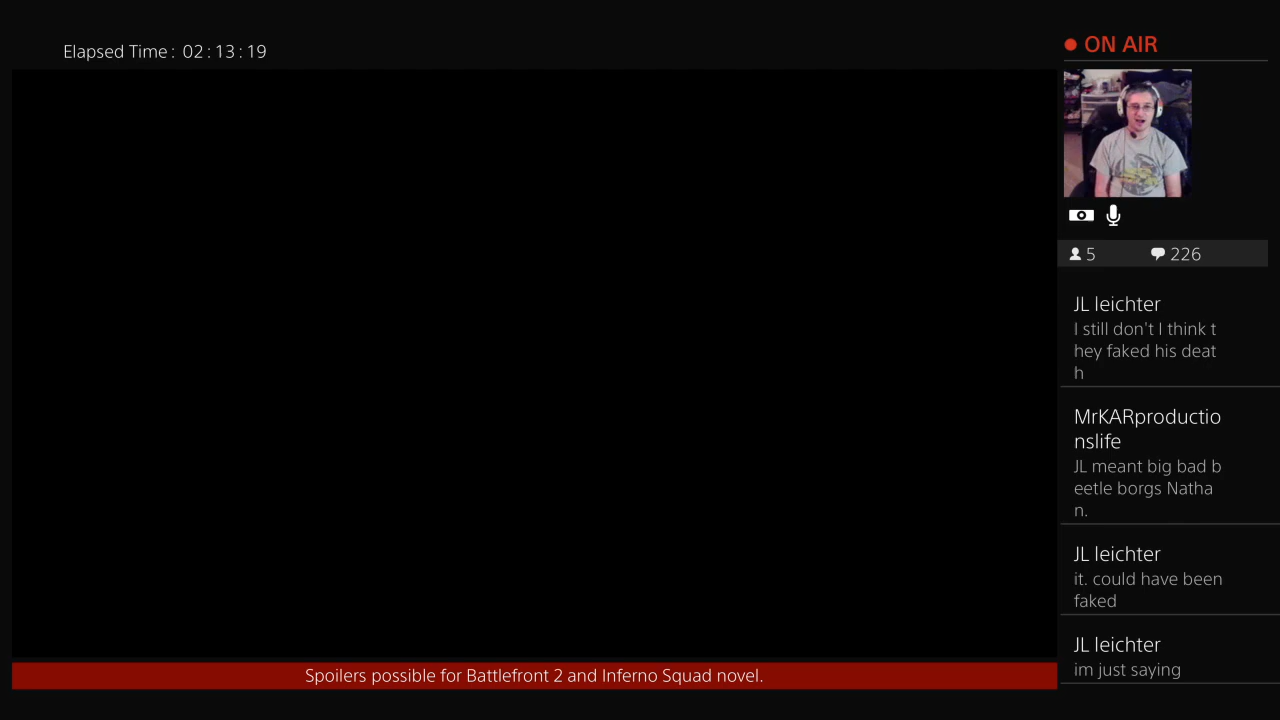 Elapsed Time: 02:13:19
ON AIR
5 226
JL leichter
I still don't I think t
hey faked his deat
h
MrKARproductio
nslife
JL meant big bad b
eetle borgs Natha
n.
JL leichter
it. could have been
faked
JL leichter
im just saying
Spoilers possible for Battlefront 2 and Inferno Squad novel.